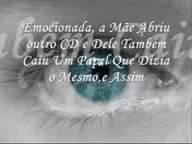 Emocionada, a Mãe Abriu
outro CD e Dele Também
Caiu Um Papel Que Dizia
o Mesmo,e Assim